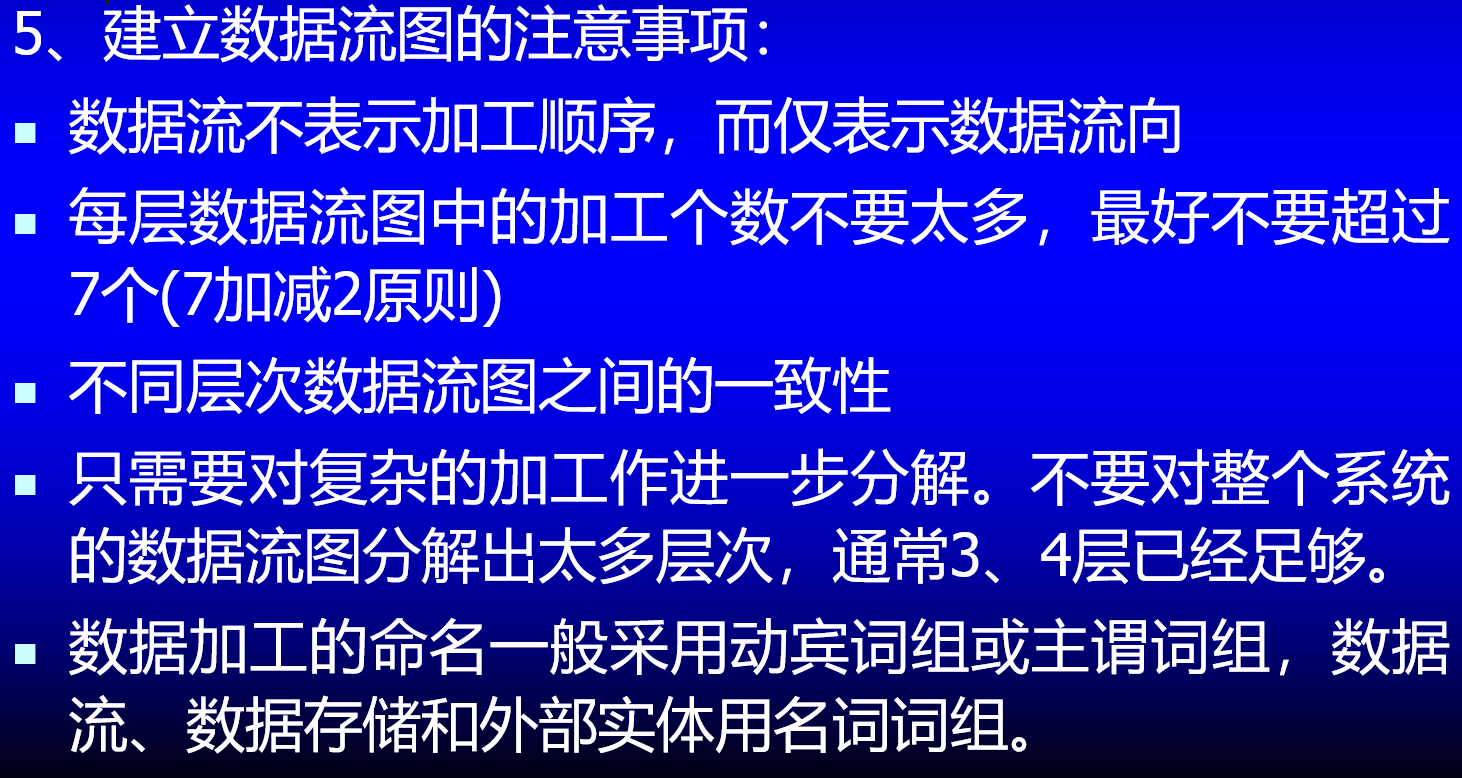 5、建立数据流图的注意事项：
■ 数据流不表示加工顺序，而仅表示数据流向
■ 每层数据流图中的加工个数不要太多，最好不要超过
7个(7加减2原则)
■ 不同层次数据流图之间的一致性
■ 只需要对复杂的加工作进一步分解。不要对整个系统
的数据流图分解出太多层次，通常3、4层已经足够。
■ 数据加工的命名一般采用动宾词组或主谓词组，数据
流、数据存储和外部实体用名词词组。